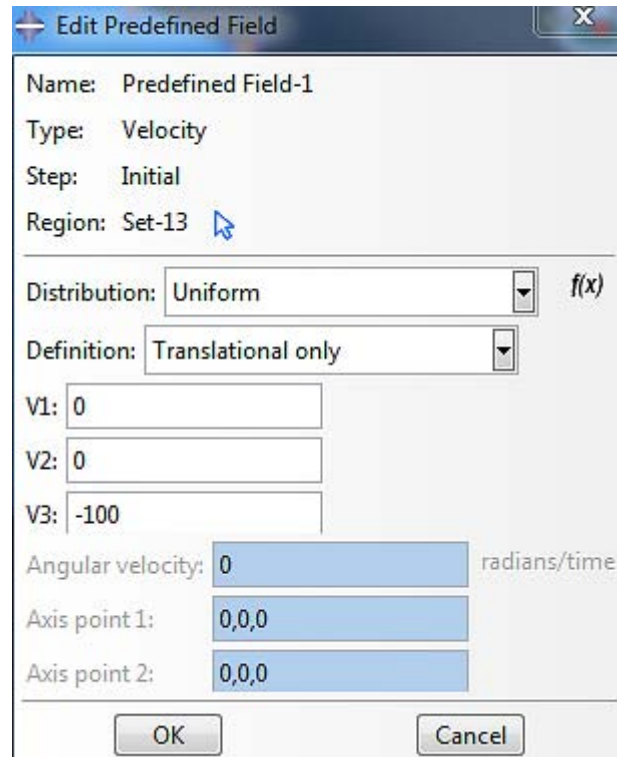 Edit Predefined Field
Name: Predefined Field-1
Type: Velocity
Step: Initial
Region: Set-13
Distribution: Uniform f(x)
Definition: Translational only
V1: 0
V2: 0
V3: -100
Angular velocity: 0 radians/time
Axis point 1: 0,0,0
Axis point 2: 0,0,0
OK Cancel